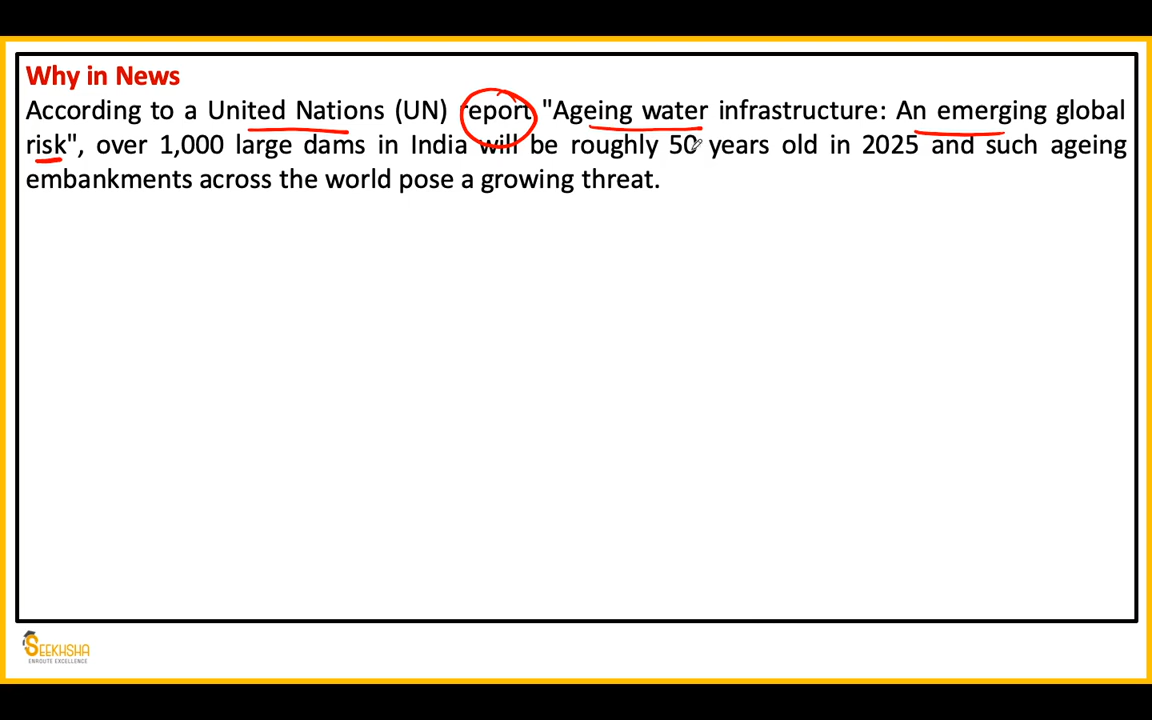 Why in News
According to a United Nations (UN) report "Ageing water infrastructure: An emerging global
risk", over 1,000 large dams in India will be roughly 50 years old in 2025 and such ageing
embankments across the world pose a growing threat.
SEEKHSHA
ENROUTE EXCELLENCE